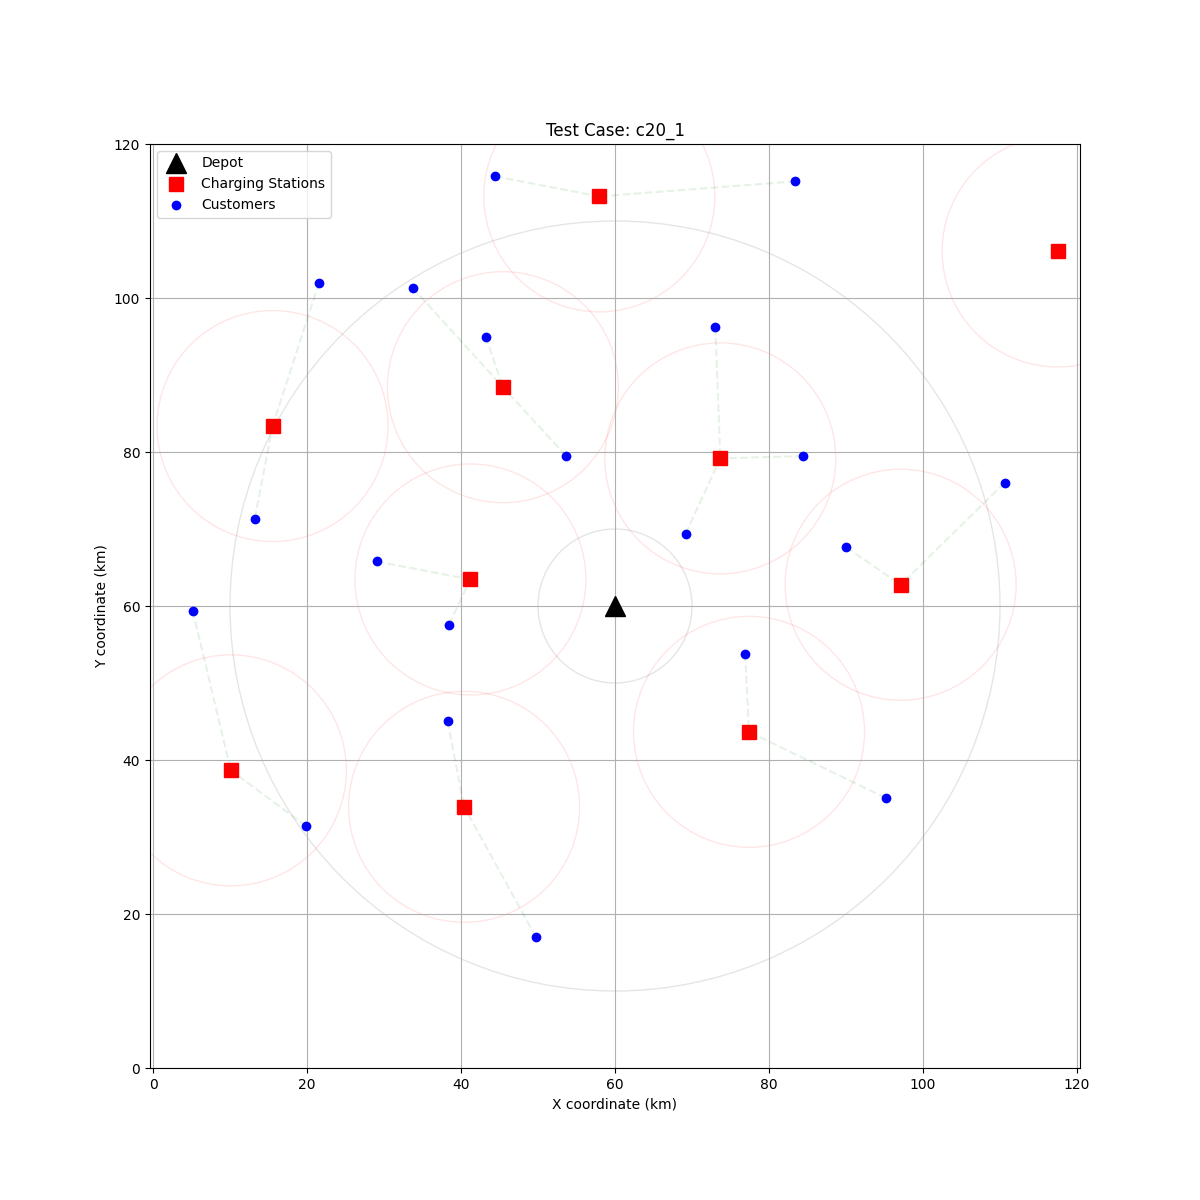 Test Case: c20_1
Depot
Charging Stations
Customers
120
100
80
60
40
20
0
Y coordinate (km)
0 20 40 60 80 100 120
X coordinate (km)